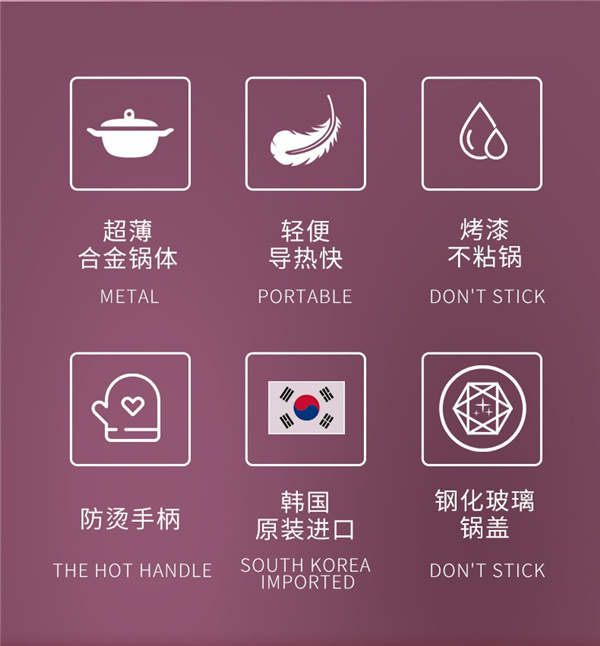 超薄
合金锅体
METAL
轻便
导热快
PORTABLE
烤漆
不粘锅
DON'T STICK
防烫手柄
THE HOT HANDLE
韩国
原装进口
SOUTH KOREA
IMPORTED
钢化玻璃
锅盖
DON'T STICK